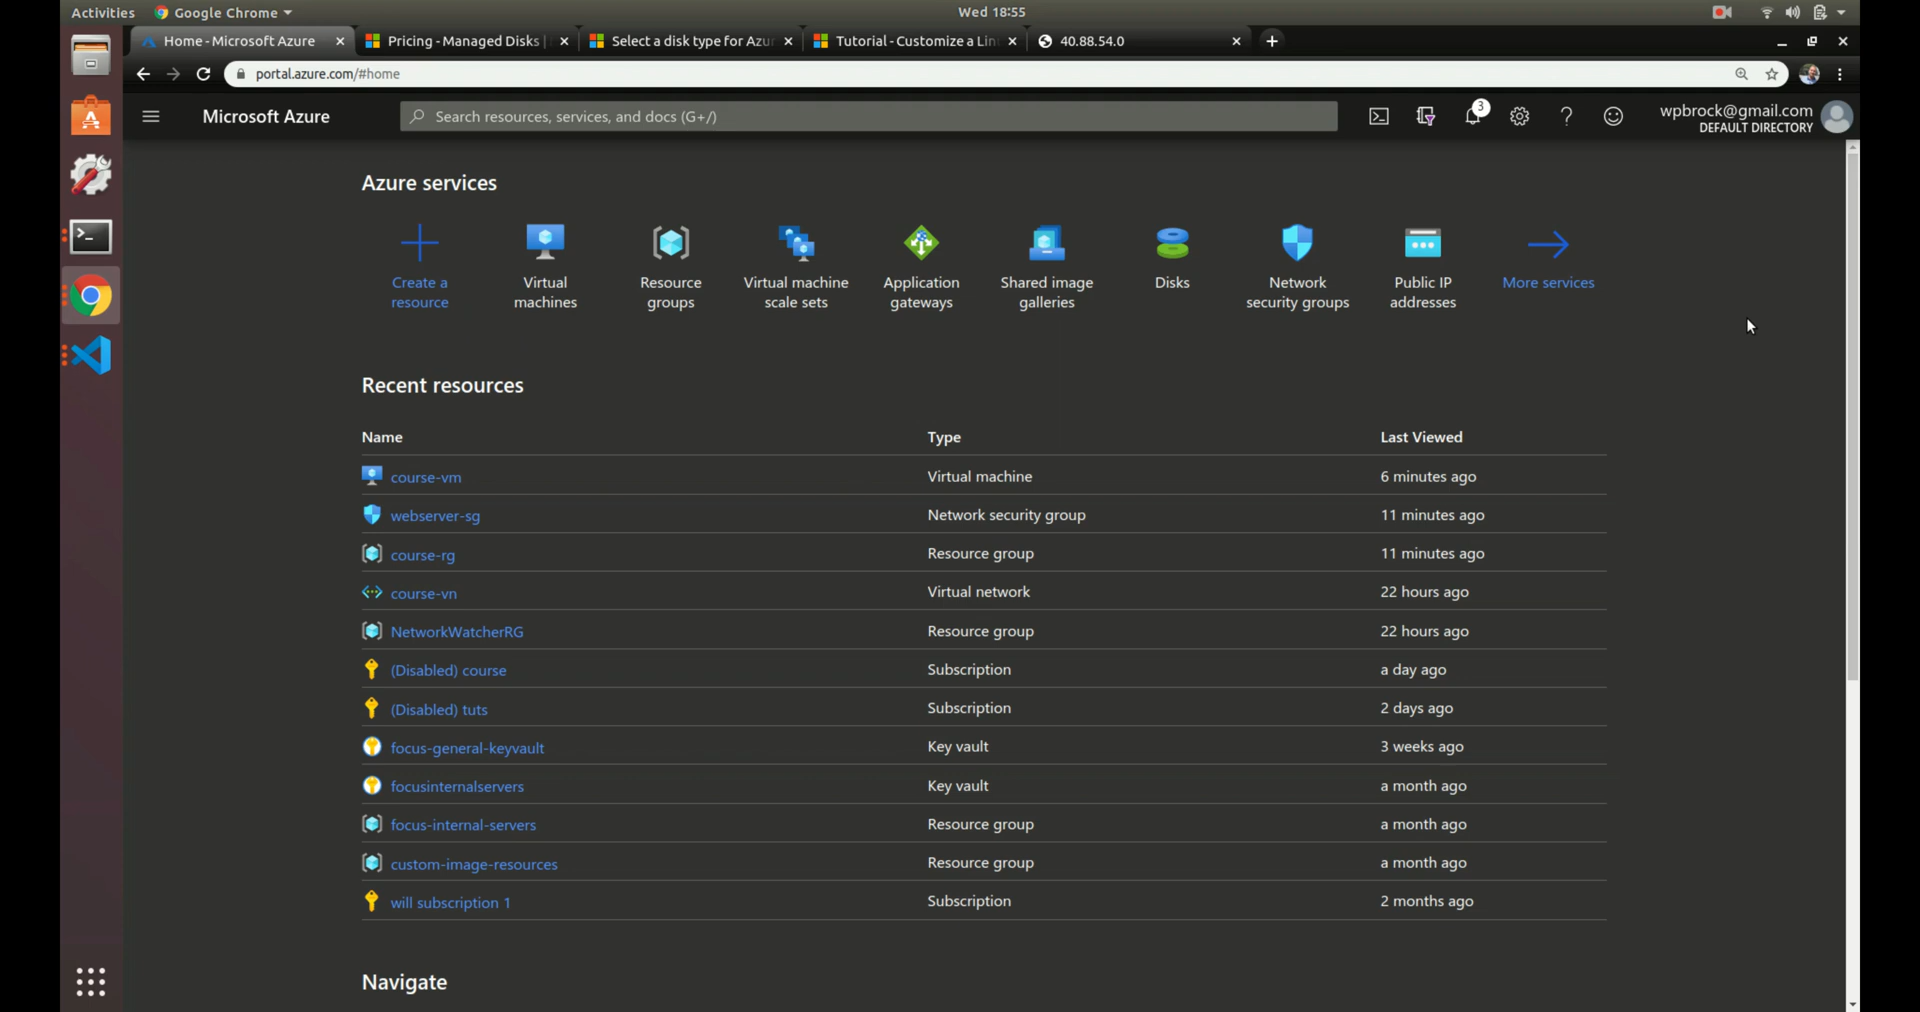 Activities
Google Chrome
Wed 18:55
Home - Microsoft Azure
Pricing - Managed Disks |
Select a disk type for Azur
Tutorial - Customize a Lin
40.88.54.0
portal.azure.com/#home
Microsoft Azure
Search resources, services, and docs (G+/)
3
wpbrock@gmail.com
DEFAULT DIRECTORY
Azure services
Create a
resource
Virtual
machines
Resource
groups
Virtual machine
scale sets
Application
gateways
Shared image
galleries
Disks
Network
security groups
Public IP
addresses
More services
Recent resources
Name Type Last Viewed
course-vm Virtual machine 6 minutes ago
webserver-sg Network security group 11 minutes ago
course-rg Resource group 11 minutes ago
course-vn Virtual network 22 hours ago
NetworkWatcherRG Resource group 22 hours ago
(Disabled) course Subscription a day ago
(Disabled) tuts Subscription 2 days ago
focus-general-keyvault Key vault 3 weeks ago
focusinternalservers Key vault a month ago
focus-internal-servers Resource group a month ago
custom-image-resources Resource group a month ago
will subscription 1 Subscription 2 months ago
Navigate